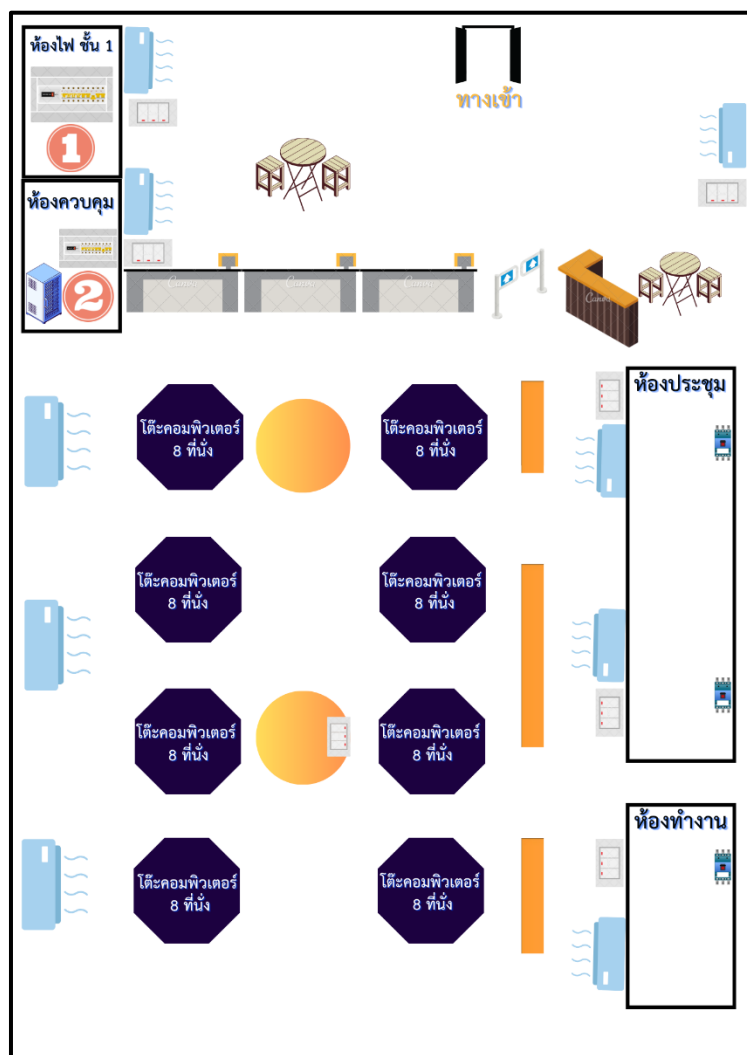 ห้องไฟ ชั้น 1
ทางเข้า
1
ห้องควบคุม
2
Canva
Canva
Canva
Canva
ห้องประชุม
โต๊ะคอมพิวเตอร์
8 ที่นั่ง
โต๊ะคอมพิวเตอร์
8 ที่นั่ง
โต๊ะคอมพิวเตอร์
8 ที่นั่ง
โต๊ะคอมพิวเตอร์
8 ที่นั่ง
โต๊ะคอมพิวเตอร์
8 ที่นั่ง
โต๊ะคอมพิวเตอร์
8 ที่นั่ง
ห้องทำงาน
โต๊ะคอมพิวเตอร์
8 ที่นั่ง
โต๊ะคอมพิวเตอร์
8 ที่นั่ง